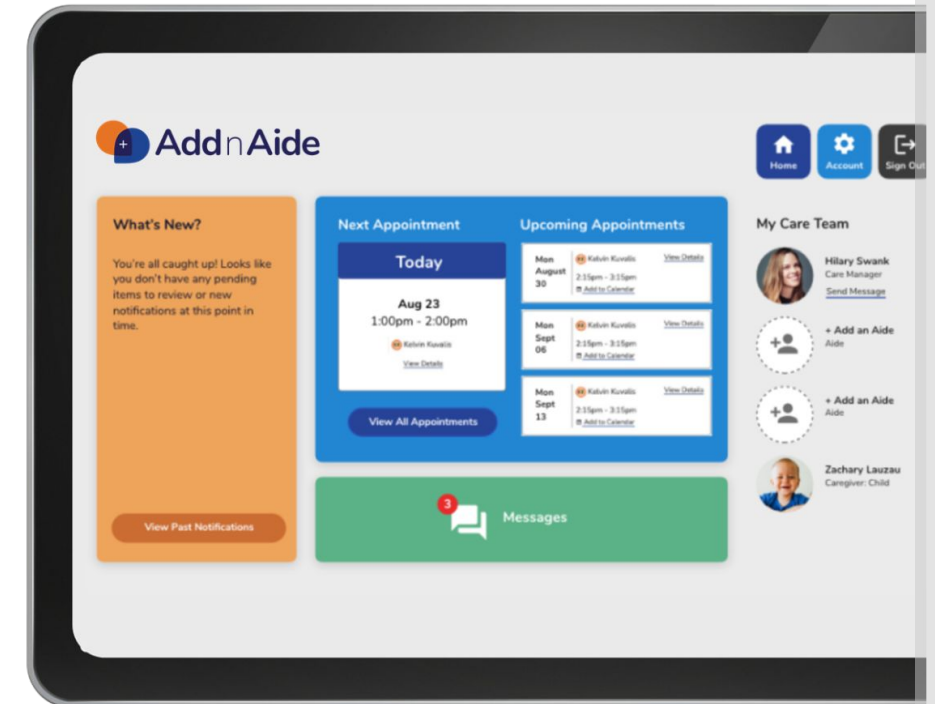 AddnAide
Home
Account
Sign Out
What's New?
You're all caught up! Looks like
you don't have any pending
items to review or new
notifications at this point in
time.
View Past Notifications
Next Appointment
Today
Aug 23
1:00pm - 2:00pm
Kelvin Kuvalis
View Details
View All Appointments
Upcoming Appointments
Mon
August
30
Kelvin Kuvalis
View Details
2:15pm - 3:15pm
Add to Calendar
Mon
Sept
06
Kelvin Kuvalis
View Details
2:15pm - 3:15pm
Add to Calendar
Mon
Sept
13
Kelvin Kuvalis
View Details
2:15pm - 3:15pm
Add to Calendar
3
Messages
My Care Team
Hilary Swank
Care Manager
Send Message
+ Add an Aide
Aide
+ Add an Aide
Aide
Zachary Lauzau
Caregiver: Child